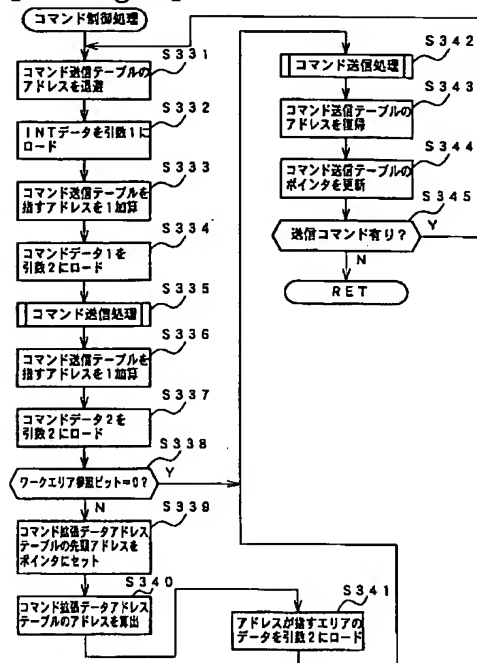 コマンド制御処理
S331
コマンド送信テーブルの
アドレスを退避
S332
INTデータを引数1に
ロード
S333
コマンド送信テーブルを
指すアドレスを1加算
S334
コマンドデータ1を
引数2にロード
S335
コマンド送信処理
S336
コマンド送信テーブルを
指すアドレスを1加算
S337
コマンドデータ2を
引数2にロード
S338
ワークエリア参照ビット=0?
Y
N
S339
コマンド拡張データアドレス
テーブルの先頭アドレスを
ポインタにセット
S340
コマンド拡張データアドレス
テーブルのアドレスを算出
S341
アドレスが指すエリアの
データを引数2にロード
S342
コマンド送信処理
S343
コマンド送信テーブルの
アドレスを復帰
S344
コマンド送信テーブルの
ポインタを更新
S345
送信コマンド有り?
Y
N
RET